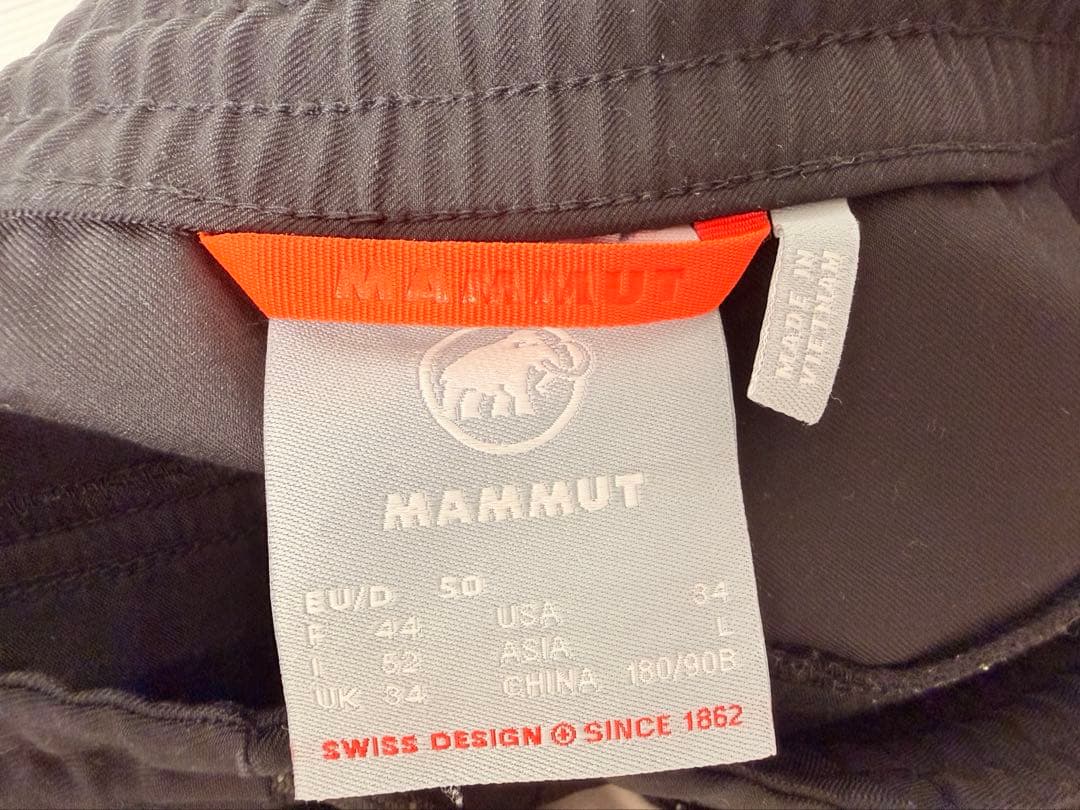 MAMMUT
MADE IN
VIETNAM
MAMMUT
EU/D 50
F 44
I 52
UK 34
USA 34
ASIA L
CHINA 180/90B
SWISS DESIGN SINCE 1862